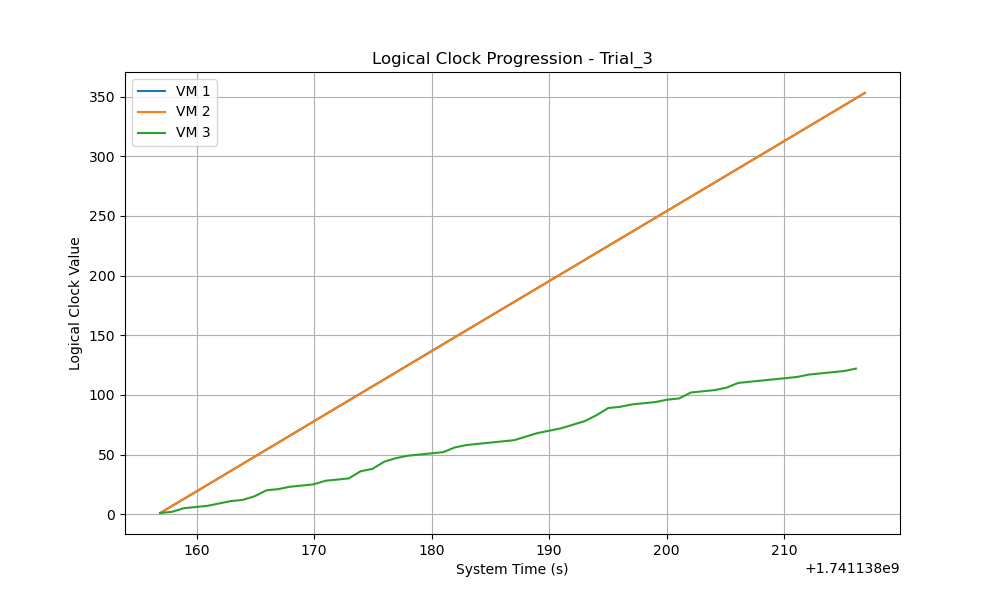 Logical Clock Progression - Trial_3
VM 1
VM 2
VM 3
Logical Clock Value
350
300
250
200
150
100
50
0
160 170 180 190 200 210
System Time (s)
+1.741138e9